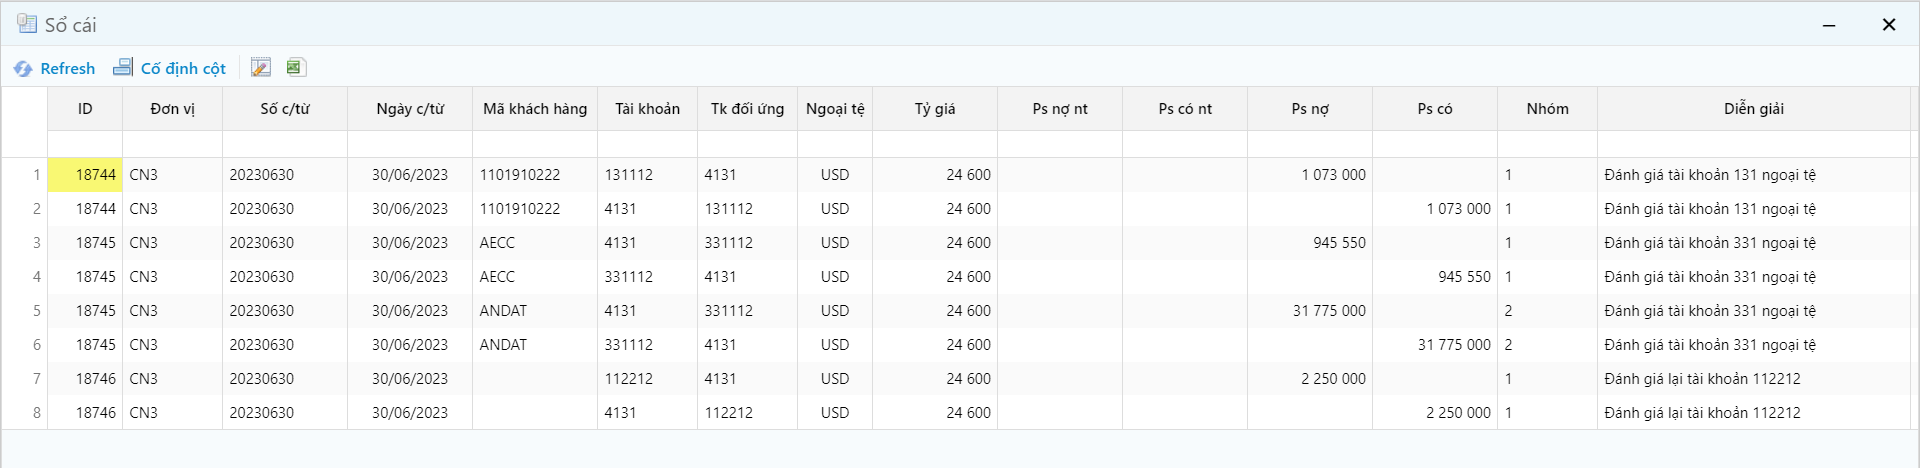 Sổ cái
Refresh Cố định cột
ID Đơn vị Số c/từ Ngày c/từ Mã khách hàng Tài khoản Tk đối ứng Ngoại tệ Tỷ giá Ps nợ nt Ps có nt Ps nợ Ps có Nhóm Diễn giải
1 18744 CN3 20230630 30/06/2023 1101910222 131112 4131 USD 24 600 1 073 000 1 Đánh giá tài khoản 131 ngoại tệ
2 18744 CN3 20230630 30/06/2023 1101910222 4131 131112 USD 24 600 1 073 000 1 Đánh giá tài khoản 131 ngoại tệ
3 18745 CN3 20230630 30/06/2023 AECC 4131 331112 USD 24 600 945 550 1 Đánh giá tài khoản 331 ngoại tệ
4 18745 CN3 20230630 30/06/2023 AECC 331112 4131 USD 24 600 945 550 1 Đánh giá tài khoản 331 ngoại tệ
5 18745 CN3 20230630 30/06/2023 ANDAT 4131 331112 USD 24 600 31 775 000 2 Đánh giá tài khoản 331 ngoại tệ
6 18745 CN3 20230630 30/06/2023 ANDAT 331112 4131 USD 24 600 31 775 000 2 Đánh giá tài khoản 331 ngoại tệ
7 18746 CN3 20230630 30/06/2023 112212 4131 USD 24 600 2 250 000 1 Đánh giá lại tài khoản 112212
8 18746 CN3 20230630 30/06/2023 4131 112212 USD 24 600 2 250 000 1 Đánh giá lại tài khoản 112212